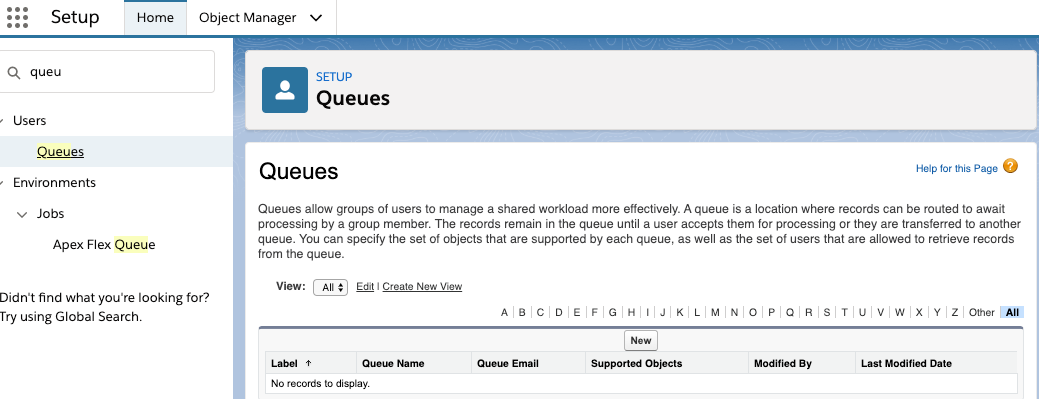 Setup Home Object Manager
queu
Users
Queues
Environments
Jobs
Apex Flex Queue
Didn't find what you're looking for?
Try using Global Search.
SETUP
Queues
Queues
Help for this Page ?
Queues allow groups of users to manage a shared workload more effectively. A queue is a location where records can be routed to await
processing by a group member. The records remain in the queue until a user accepts them for processing or they are transferred to another
queue. You can specify the set of objects that are supported by each queue, as well as the set of users that are allowed to retrieve records
from the queue.
View: All Edit | Create New View
A | B | C | D | E | F | G | H | I | J | K | L | M | N | O | P | Q | R | S | T | U | V | W | X | Y | Z | Other All
New
Label ↑ Queue Name Queue Email Supported Objects Modified By Last Modified Date
No records to display.